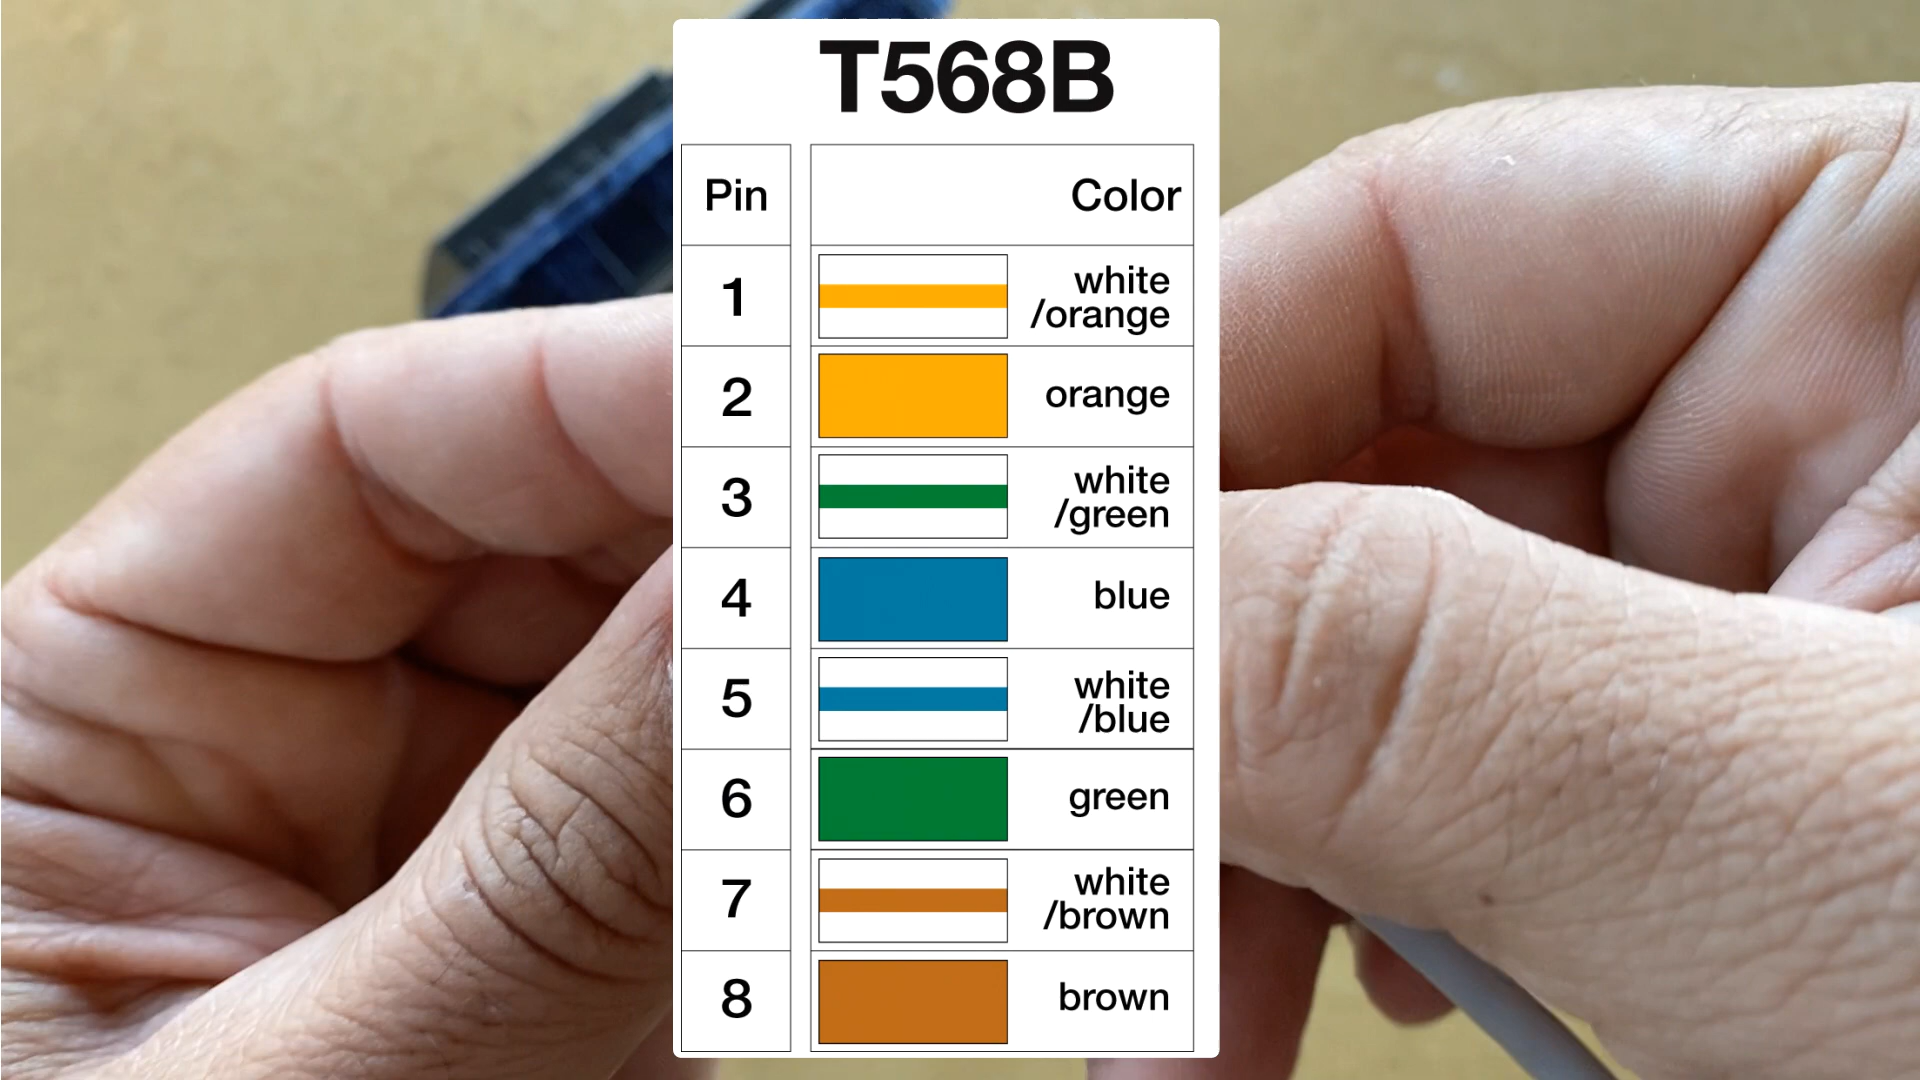 T568B
Pin Color
1 white
/orange
2 orange
3 white
/green
4 blue
5 white
/blue
6 green
7 white
/brown
8 brown